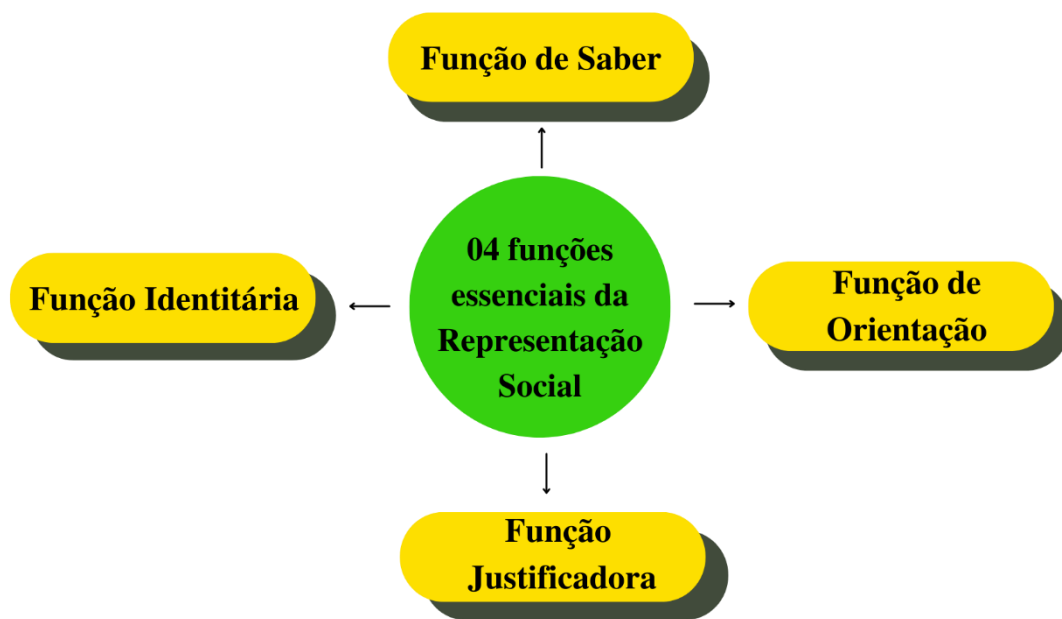 Função de Saber
04 funções
essenciais da
Representação
Social
Função Identitária
Função de
Orientação
Função
Justificadora